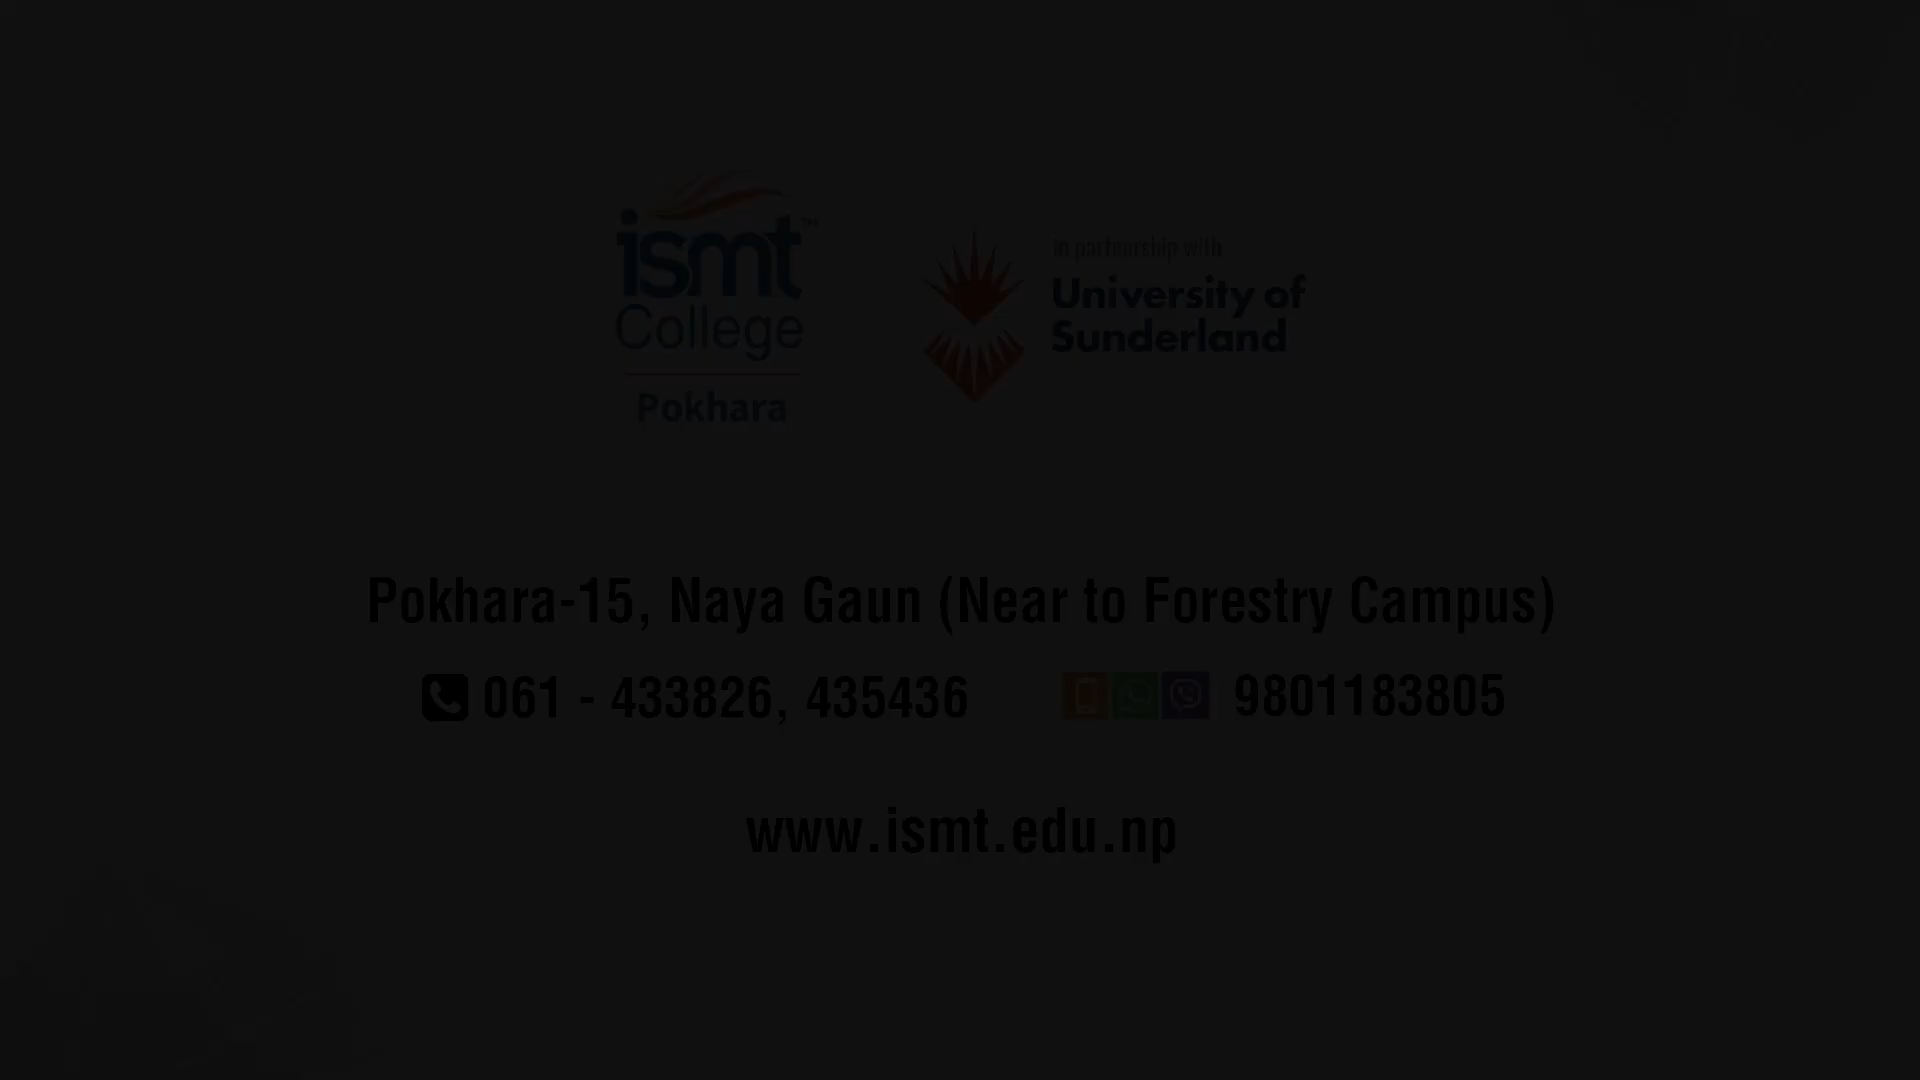 ismt™
College
Pokhara
in partnership with
University of
Sunderland
Pokhara-15, Naya Gaun (Near to Forestry Campus)
061 - 433826, 435436
9801183805
www.ismt.edu.np